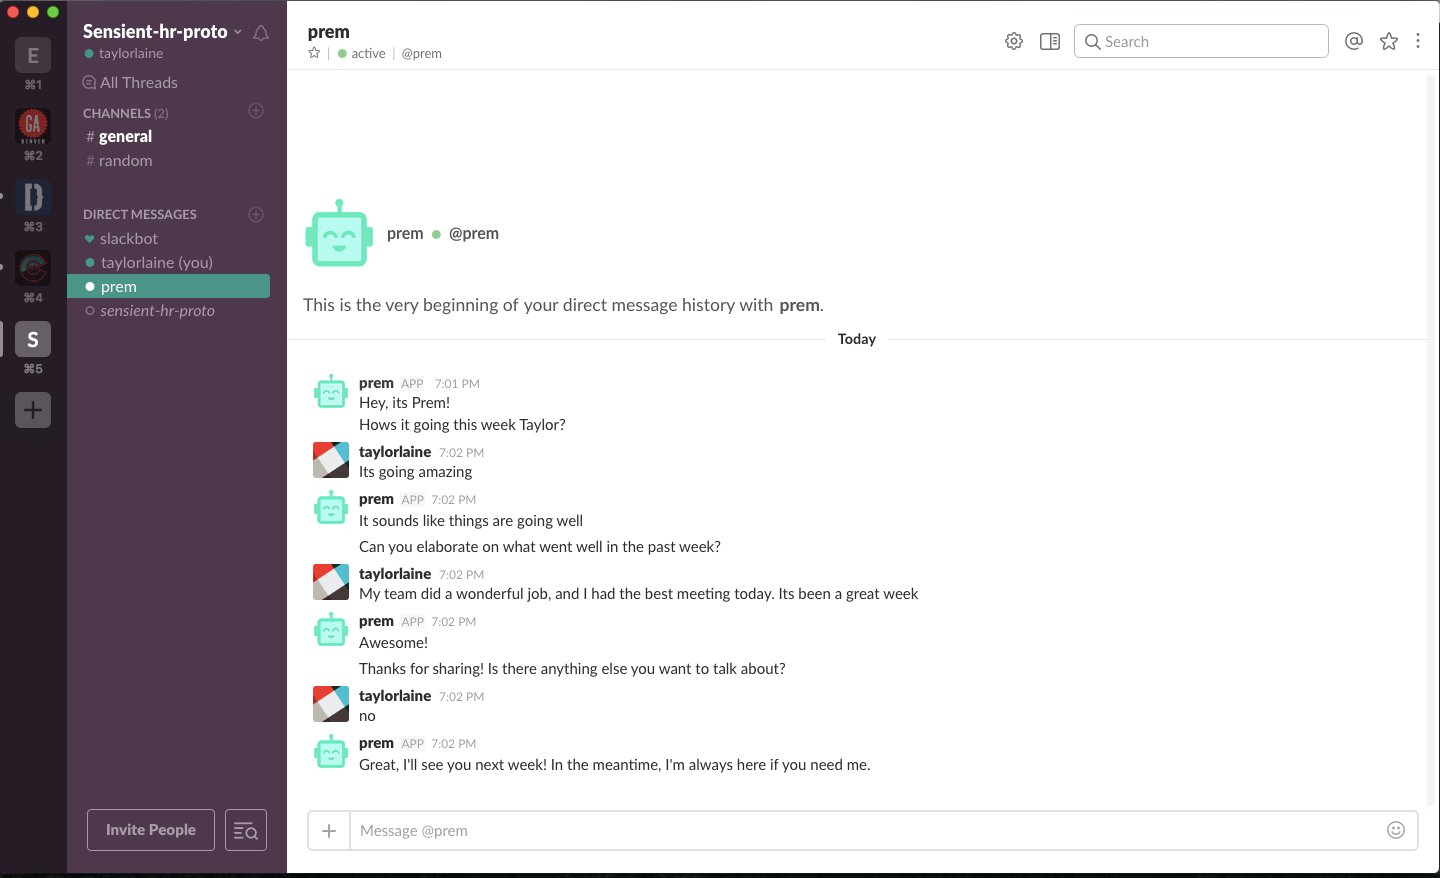 E
⌘1
GA
DENVER
⌘2
D
⌘3
⌘4
S
⌘5
Sensient-hr-proto
taylorlaine
All Threads
CHANNELS (2)
# general
# random
DIRECT MESSAGES
slackbot
taylorlaine (you)
prem
sensient-hr-proto
Invite People
prem
active | @prem
Search
prem @prem
This is the very beginning of your direct message history with prem.
Today
prem APP 7:01 PM
Hey, its Prem!
Hows it going this week Taylor?
taylorlaine 7:02 PM
Its going amazing
prem APP 7:02 PM
It sounds like things are going well
Can you elaborate on what went well in the past week?
taylorlaine 7:02 PM
My team did a wonderful job, and I had the best meeting today. Its been a great week
prem APP 7:02 PM
Awesome!
Thanks for sharing! Is there anything else you want to talk about?
taylorlaine 7:02 PM
no
prem APP 7:02 PM
Great, I'll see you next week! In the meantime, I'm always here if you need me.
Message @prem